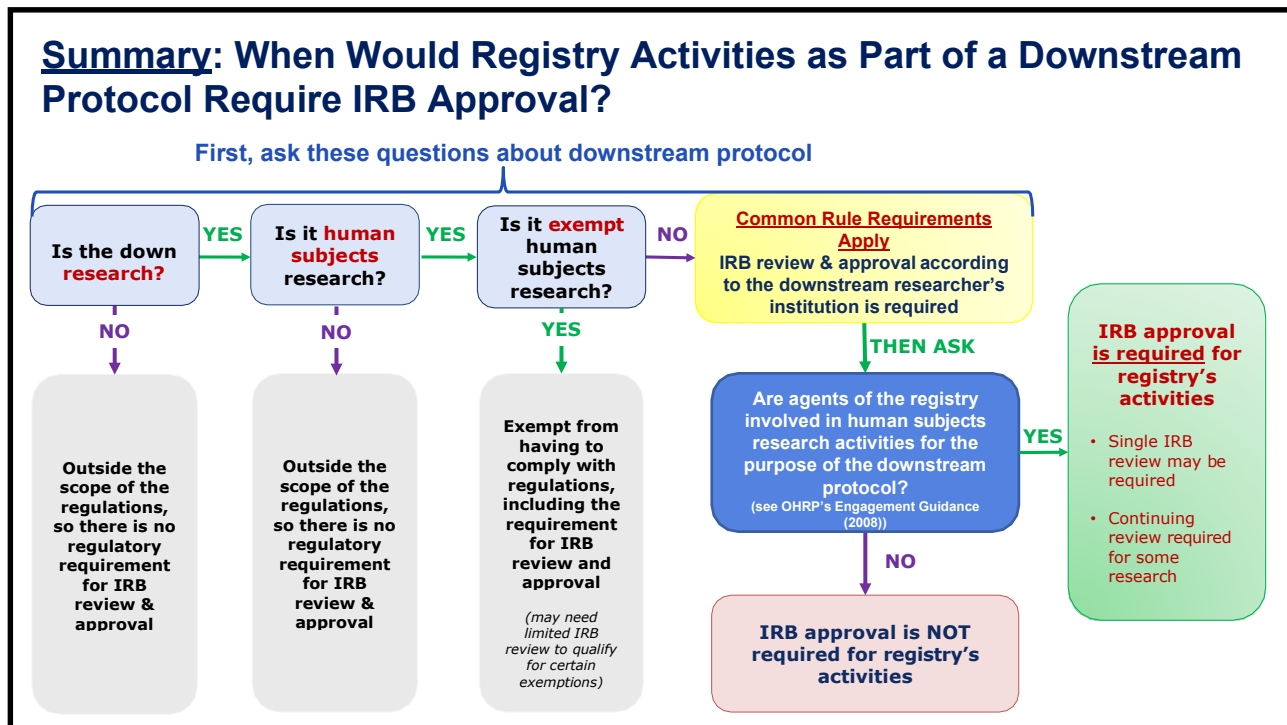 Summary: When Would Registry Activities as Part of a Downstream
Protocol Require IRB Approval?
First, ask these questions about downstream protocol
Is the down
research?
YES
Is it human
subjects
research?
YES
Is it exempt
human
subjects
research?
NO
Common Rule Requirements
Apply
IRB review & approval according
to the downstream researcher's
institution is required
NO
NO
YES
THEN ASK
Outside the
scope of the
regulations,
so there is no
regulatory
requirement
for IRB
review &
approval
Outside the
scope of the
regulations,
so there is no
regulatory
requirement
for IRB
review &
approval
Exempt from
having to
comply with
regulations,
including the
requirement
for IRB
review and
approval
(may need
limited IRB
review to qualify
for certain
exemptions)
Are agents of the registry
involved in human subjects
research activities for the
purpose of the downstream
protocol?
(see OHRP's Engagement Guidance
(2008))
YES
IRB approval
is required for
registry's
activities
• Single IRB
review may be
required
• Continuing
review required
for some
research
NO
IRB approval is NOT
required for registry's
activities